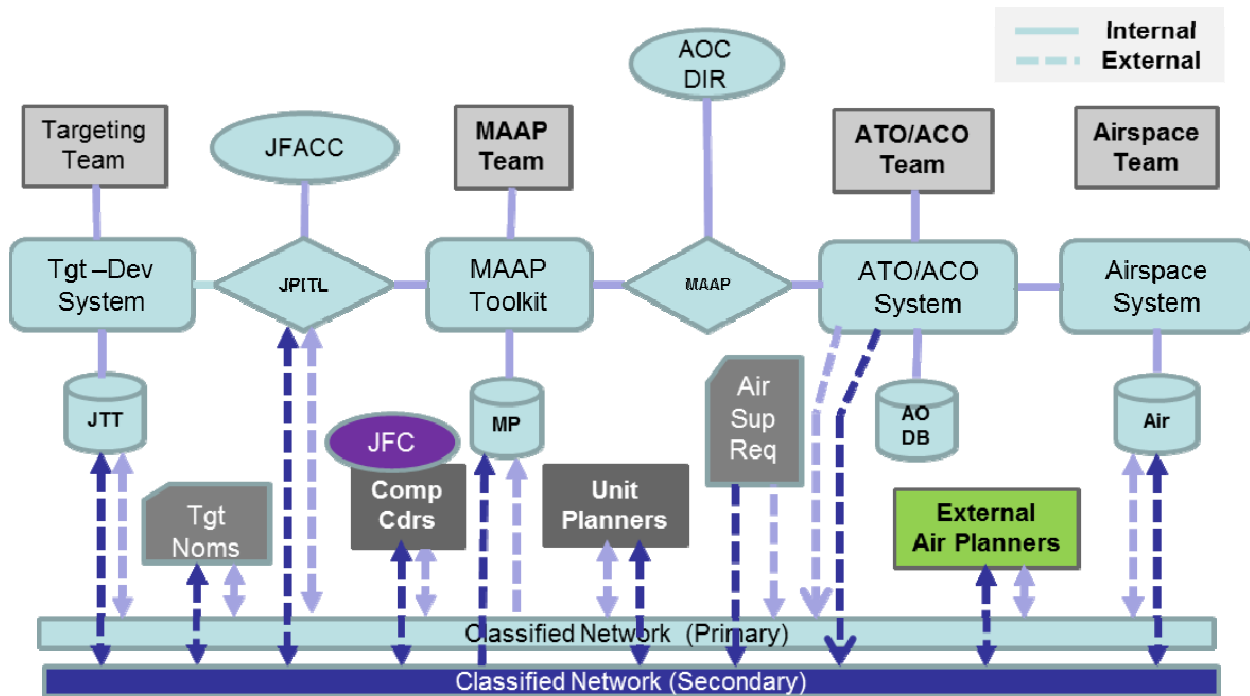 AOC
DIR
Internal
External
Targeting
Team
JFACC
MAAP
Team
ATO/ACO
Team
Airspace
Team
Tgt –Dev
System
JPITL
MAAP
Toolkit
MAAP
ATO/ACO
System
Airspace
System
JTT
MP
Air
Sup
Req
AO
DB
Air
JFC
Comp
Cdrs
Tgt
Noms
Unit
Planners
External
Air Planners
Classified Network (Primary)
Classified Network (Secondary)